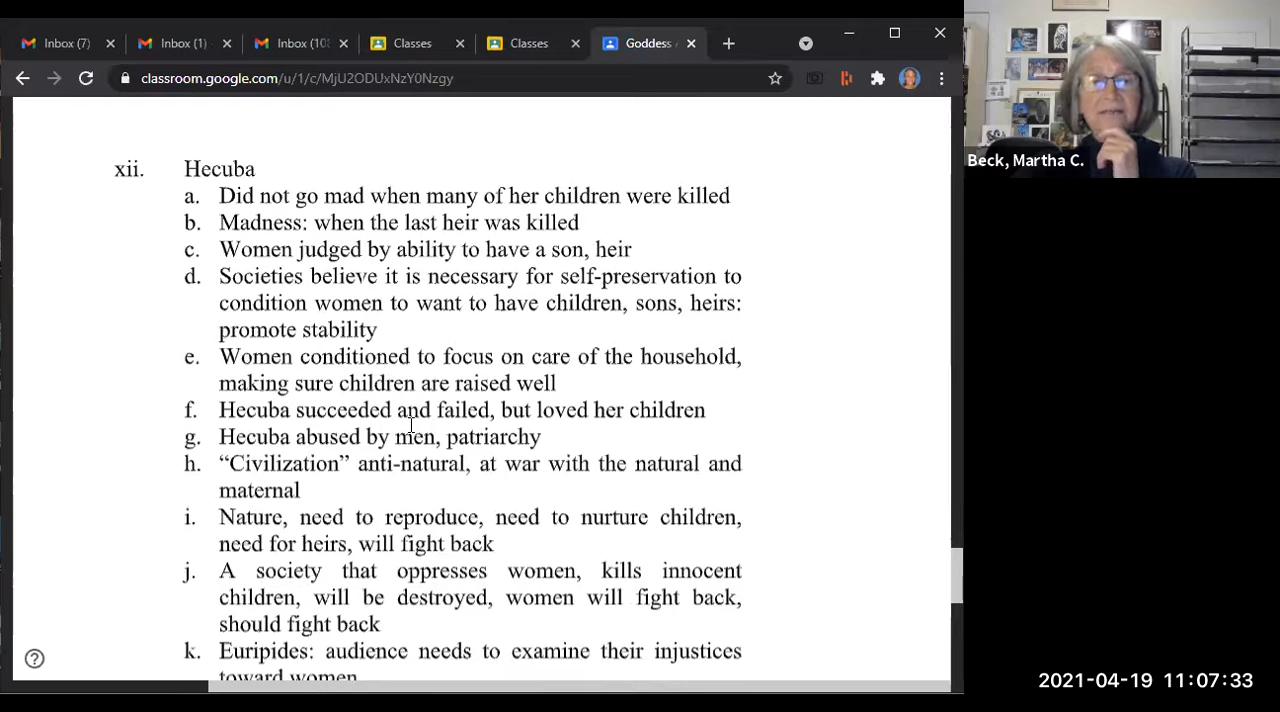 Inbox (7)
Inbox (1)
Inbox (10
Classes
Classes
Goddess
classroom.google.com/u/1/c/MjU2ODUxNzY0Nzgy
Beck, Martha C.
xii. Hecuba
a. Did not go mad when many of her children were killed
b. Madness: when the last heir was killed
c. Women judged by ability to have a son, heir
d. Societies believe it is necessary for self-preservation to
condition women to want to have children, sons, heirs:
promote stability
e. Women conditioned to focus on care of the household,
making sure children are raised well
f. Hecuba succeeded and failed, but loved her children
g. Hecuba abused by men, patriarchy
h. “Civilization” anti-natural, at war with the natural and
maternal
i. Nature, need to reproduce, need to nurture children,
need for heirs, will fight back
j. A society that oppresses women, kills innocent
children, will be destroyed, women will fight back,
should fight back
k. Euripides: audience needs to examine their injustices
toward women
2021-04-19 11:07:33